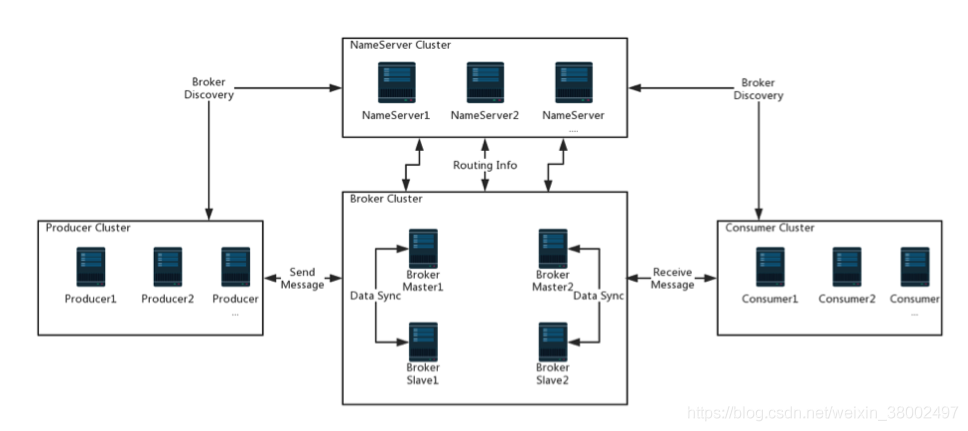 NameServer Cluster
NameServer1
NameServer2
NameServer
....
Broker
Discovery
Broker
Discovery
Routing Info
Broker Cluster
Producer Cluster
Producer1
Producer2
Producer
...
Send
Message
Broker
Master1
Broker
Master2
Data Sync
Data Sync
Broker
Slave1
Broker
Slave2
Receive
Message
Consumer Cluster
Consumer1
Consumer2
Consumer
...
https://blog.csdn.net/weixin_38002497